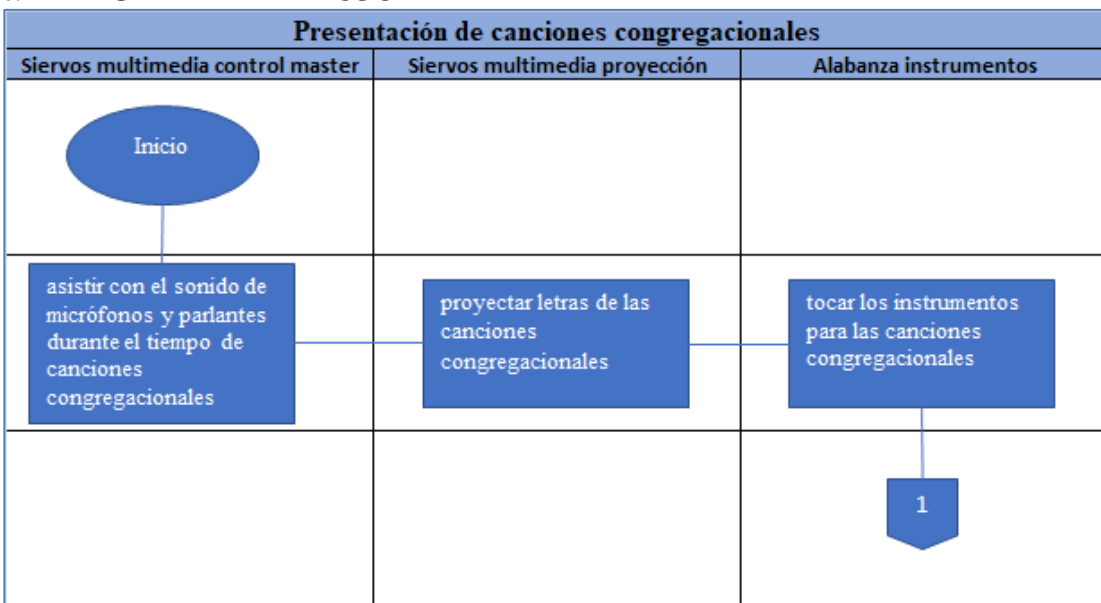 Presentación de canciones congregacionales
Siervos multimedia control master
Siervos multimedia proyección
Alabanza instrumentos
Inicio
asistir con el sonido de
micrófonos y parlantes
durante el tiempo de
canciones
congregacionales
proyectar letras de las
canciones
congregacionales
tocar los instrumentos
para las canciones
congregacionales
1